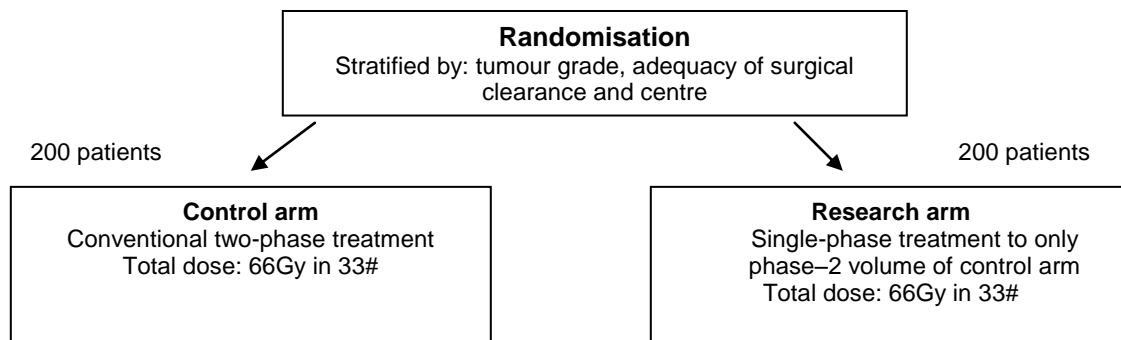 Randomisation
Stratified by: tumour grade, adequacy of surgical
clearance and centre
200 patients
200 patients
Control arm
Conventional two-phase treatment
Total dose: 66Gy in 33#
Research arm
Single-phase treatment to only
phase–2 volume of control arm
Total dose: 66Gy in 33#